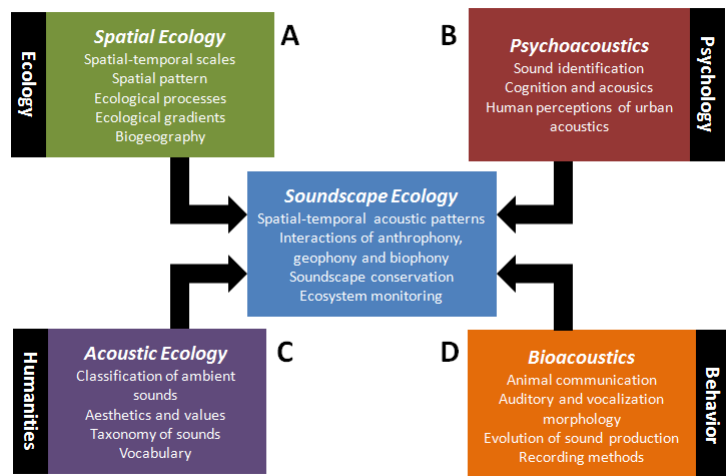 Ecology
Spatial Ecology
Spatial-temporal scales
Spatial pattern
Ecological processes
Ecological gradients
Biogeography
A
B
Psychoacoustics
Sound identification
Cognition and acousics
Human perceptions of urban
acoustics
Psychology
Soundscape Ecology
Spatial-temporal acoustic patterns
Interactions of anthrophony,
geophony and biophony
Soundscape conservation
Ecosystem monitoring
Humanities
Acoustic Ecology
Classification of ambient
sounds
Aesthetics and values
Taxonomy of sounds
Vocabulary
C
D
Bioacoustics
Animal communication
Auditory and vocalization
morphology
Evolution of sound production
Recording methods
Behavior